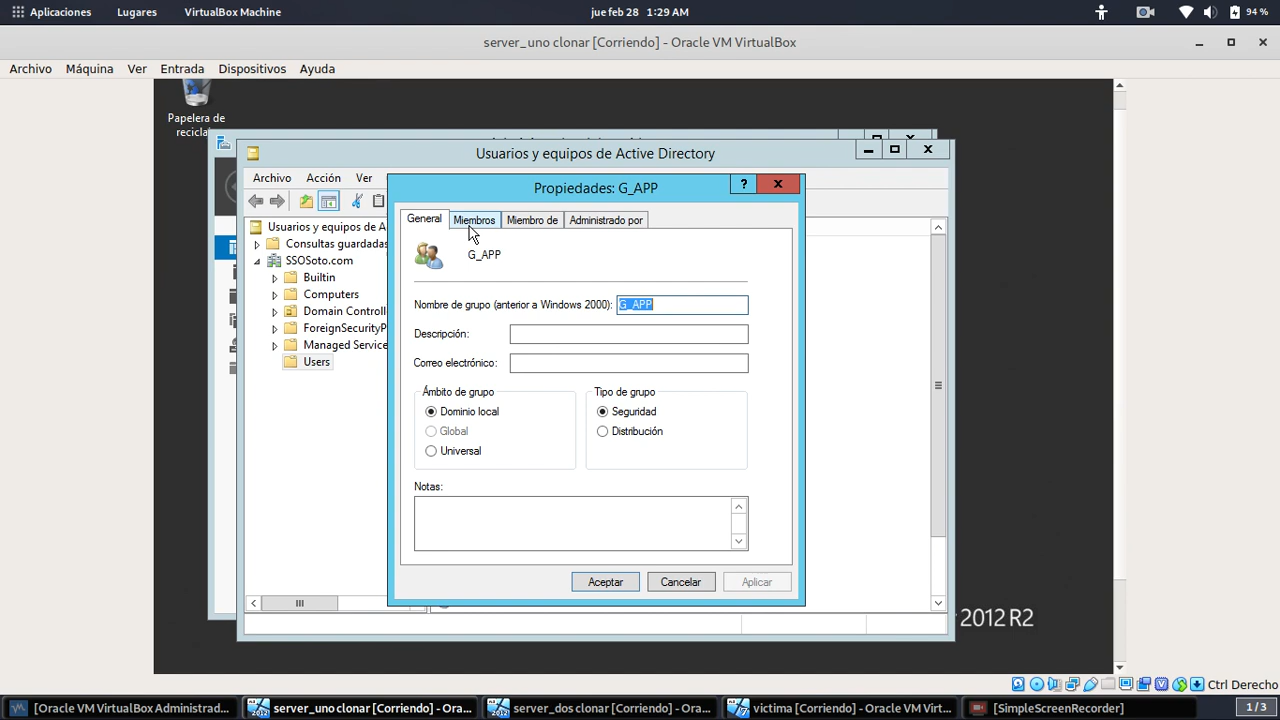 Aplicaciones Lugares VirtualBox Machine jue feb 28 1:29 AM 94 %
server_uno clonar [Corriendo] - Oracle VM VirtualBox
Archivo Máquina Ver Entrada Dispositivos Ayuda
Papelera de
Usuarios y equipos de Active Directory
Archivo Acción Ver
Propiedades: G_APP
General Miembros Miembro de Administrado por
Usuarios y equipos de A
Consultas guardadas
SSOSoto.com
Builtin
Computers
Domain Controll
ForeignSecurityP
Managed Service
Users
G_APP
Nombre de grupo (anterior a Windows 2000): G_APP
Descripción:
Correo electrónico:
Ámbito de grupo
Dominio local
Global
Universal
Tipo de grupo
Seguridad
Distribución
Notas:
Aceptar Cancelar Aplicar
2012 R2
Ctrl Derecho
[Oracle VM VirtualBox Administrad... server_uno clonar [Corriendo] - Ora... server_dos clonar [Corriendo] - Ora... victima [Corriendo] - Oracle VM Virt... [SimpleScreenRecorder] 1/3